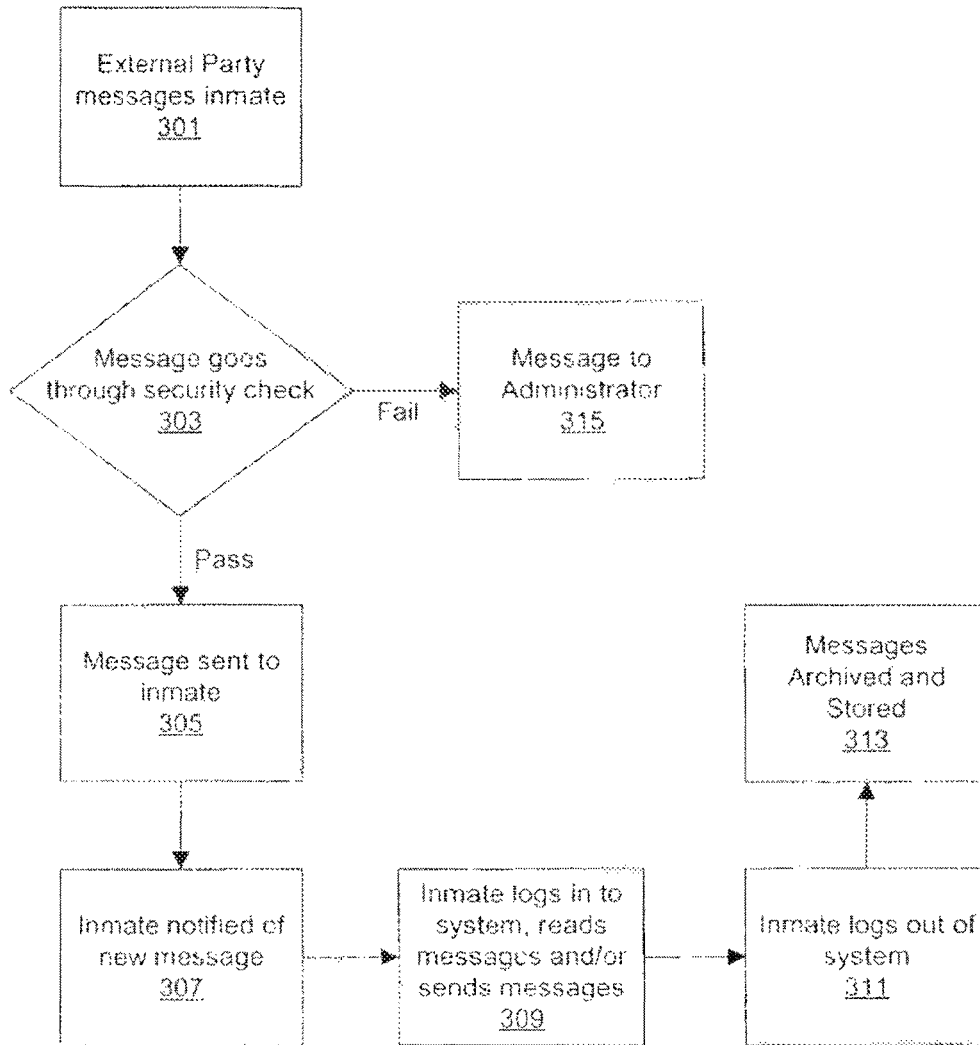 External Party
messages inmate
301
Message goes
through security check
303
Fail
Message to
Administrator
315
Pass
Message sent to
inmate
305
Inmate notified of
new message
307
Inmate logs in to
system, reads
messages and/or
sends messages
309
Inmate logs out of
system
311
Messages
Archived and
Stored
313